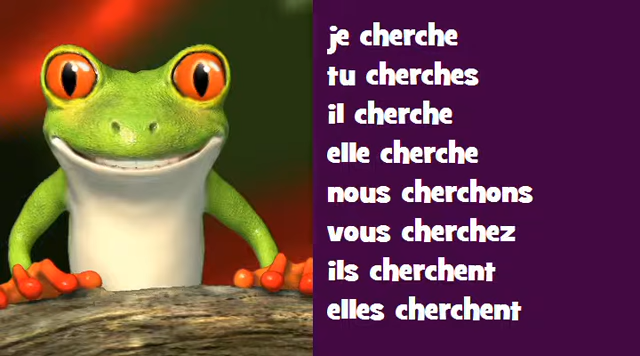 je cherche
tu cherches
il cherche
elle cherche
nous cherchons
vous cherchez
ils cherchent
elles cherchent